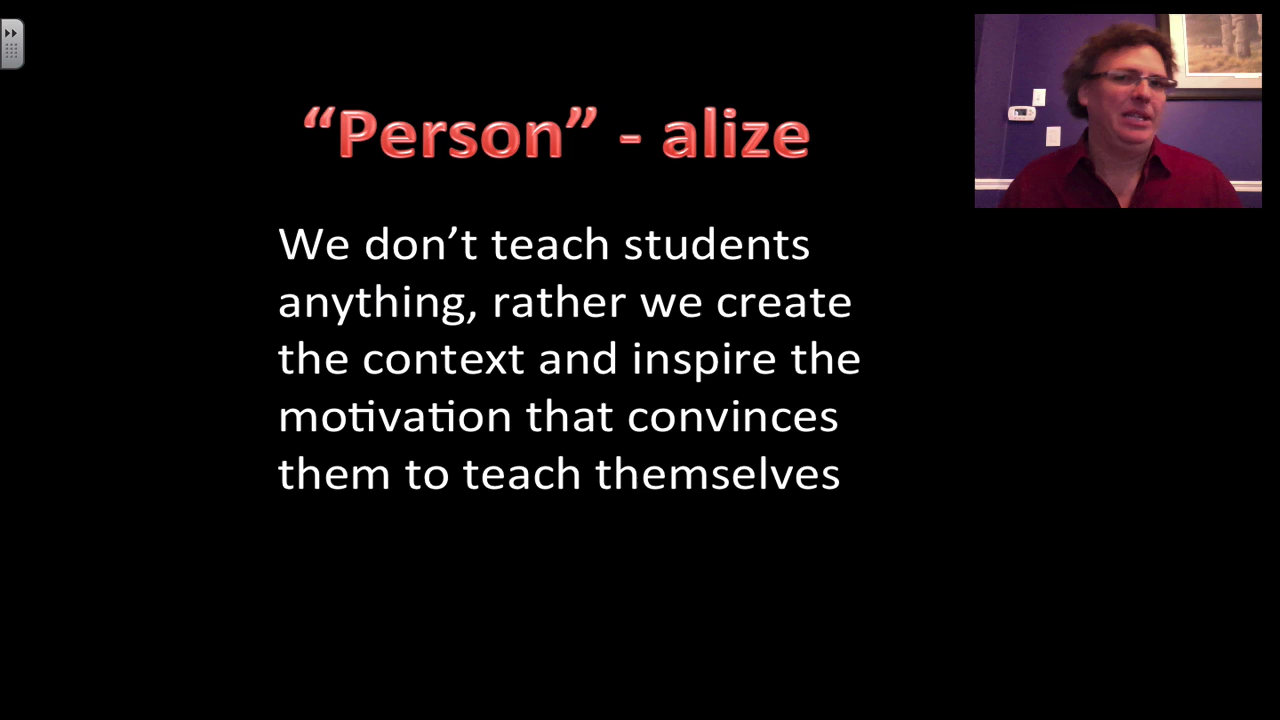 “Person” - alize
We don’t teach students
anything, rather we create
the context and inspire the
motivation that convinces
them to teach themselves